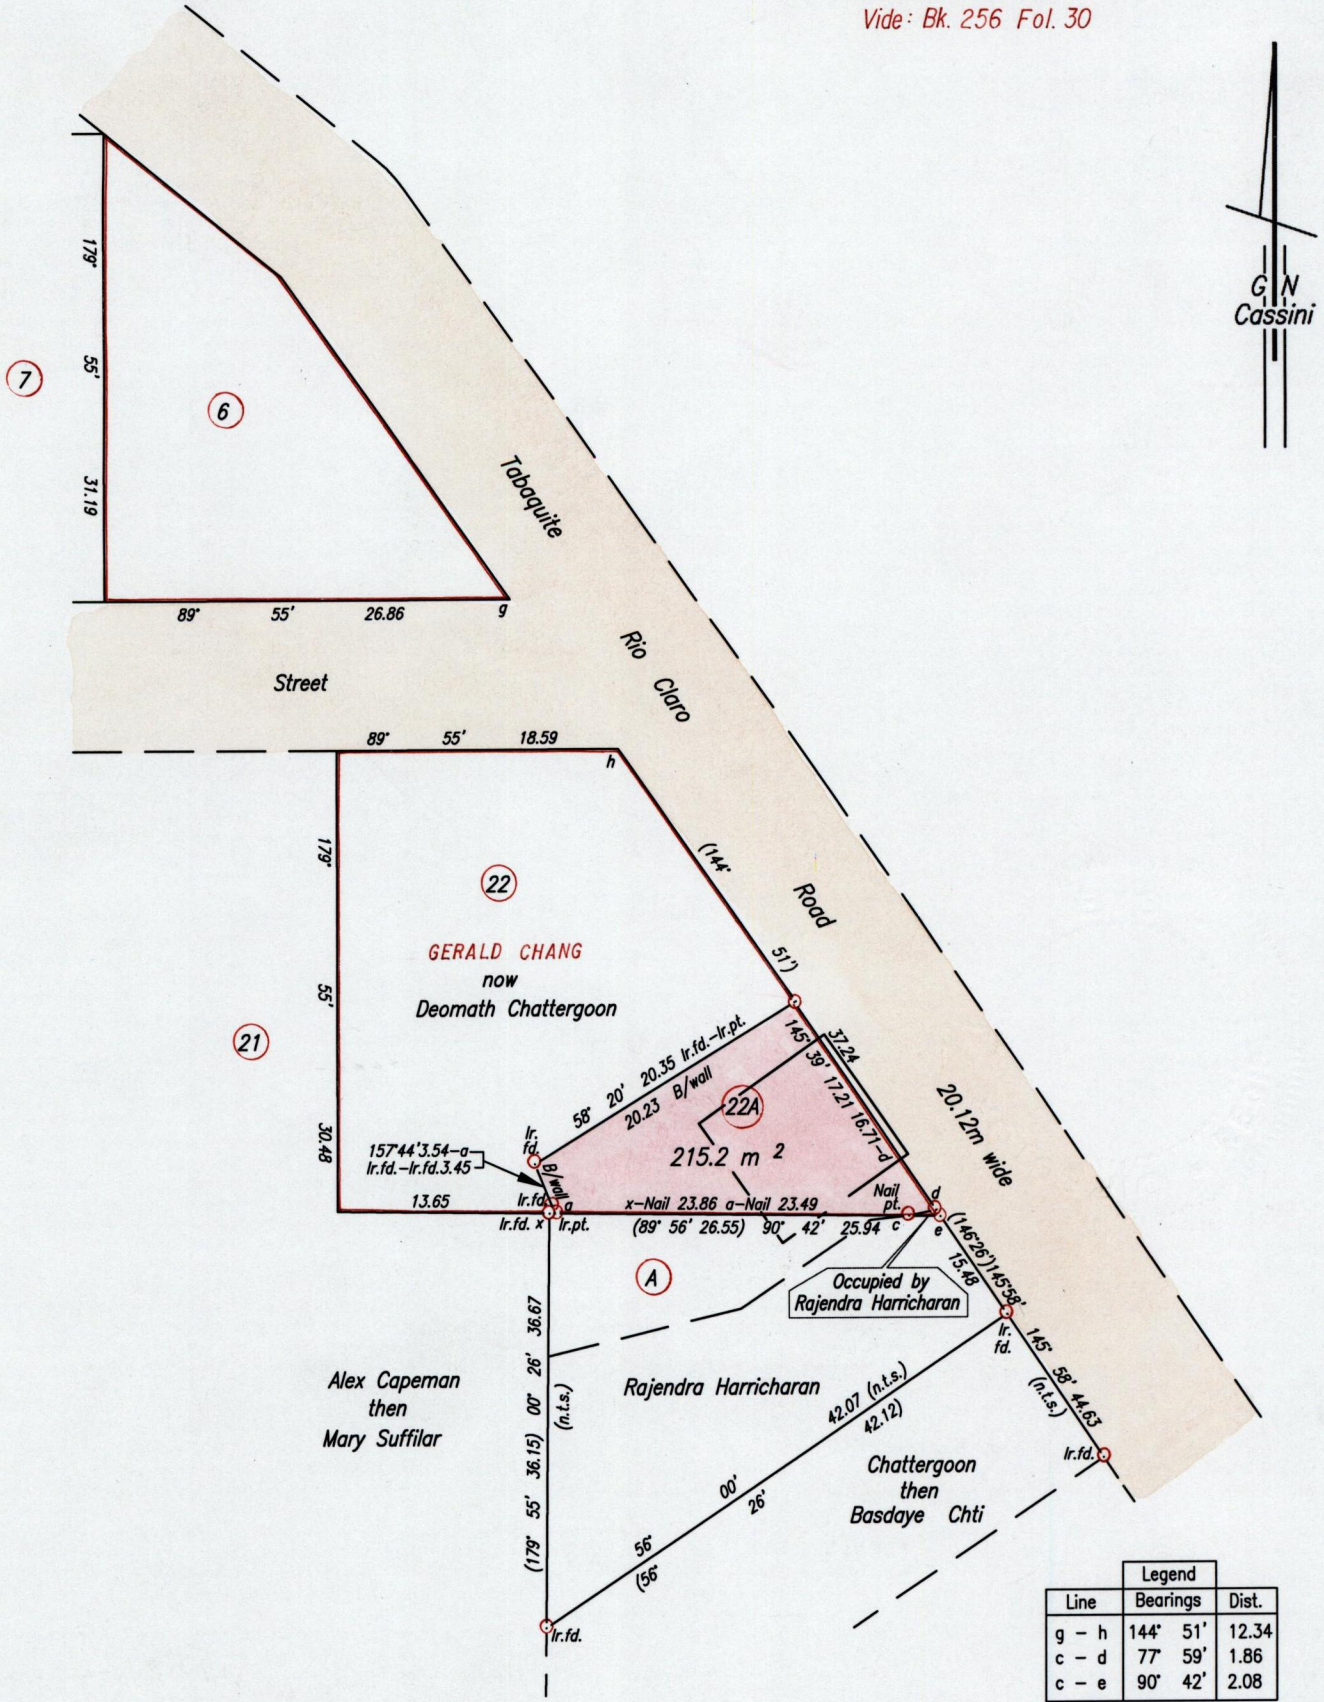 Vide: Bk. 256 Fol. 30
G N
Cassini
179° 55' 31.19
7
6
89° 55' 26.86
g
Tabaquite
Rio Claro
Road
20.12m wide
Street
89° 55' 18.59
h
179° 55' 30.48
22
GERALD CHANG
now
Deomath Chattergoon
21
(144° 51')
37.24
145° 39' 17.21 16.71-d
58° 20' 20.35 Ir.fd.-Ir.pt.
20.23 B/wall
22A
215.2 m 2
Ir.
fd.
157°44'3.54-a
Ir.fd.-Ir.fd.3.45
B/wall
Ir.fd.
a
13.65
Ir.fd. x
Ir.pt.
x-Nail 23.86 a-Nail 23.49
(89° 56' 26.55) 90° 42' 25.94
Nail
pt.
c
d
e
(146°26')145°58'
15.48
A
Occupied by
Rajendra Harricharan
Ir.
fd.
145° 58' 44.63
(n.t.s.)
Ir.fd.
(179° 55' 36.15) 00° 26' 36.67
(n.t.s.)
Alex Capeman
then
Mary Suffilar
Rajendra Harricharan
56° 00' 42.07 (n.t.s.)
(56° 26' 42.12)
Chattergoon
then
Basdaye Chti
Ir.fd.
Legend
Line Bearings Dist.
g - h 144° 51' 12.34
c - d 77° 59' 1.86
c - e 90° 42' 2.08